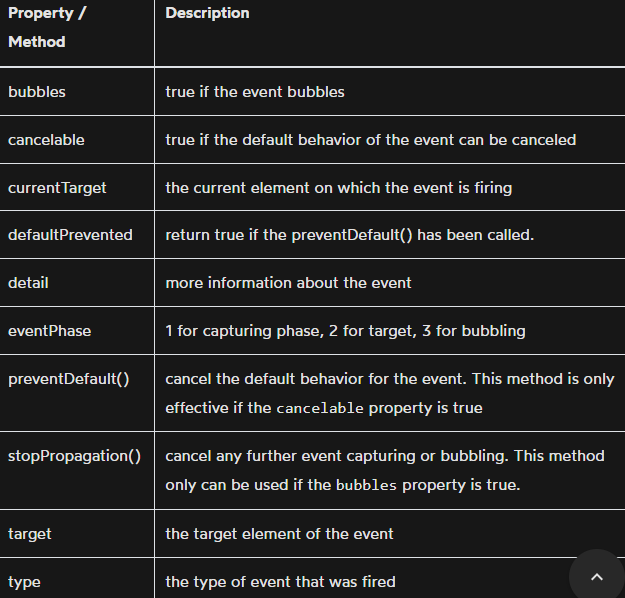 Property / Description
Method
bubbles true if the event bubbles
cancelable true if the default behavior of the event can be canceled
currentTarget the current element on which the event is firing
defaultPrevented return true if the preventDefault() has been called.
detail more information about the event
eventPhase 1 for capturing phase, 2 for target, 3 for bubbling
preventDefault() cancel the default behavior for the event. This method is only
effective if the cancelable property is true
stopPropagation() cancel any further event capturing or bubbling. This method
only can be used if the bubbles property is true.
target the target element of the event
type the type of event that was fired